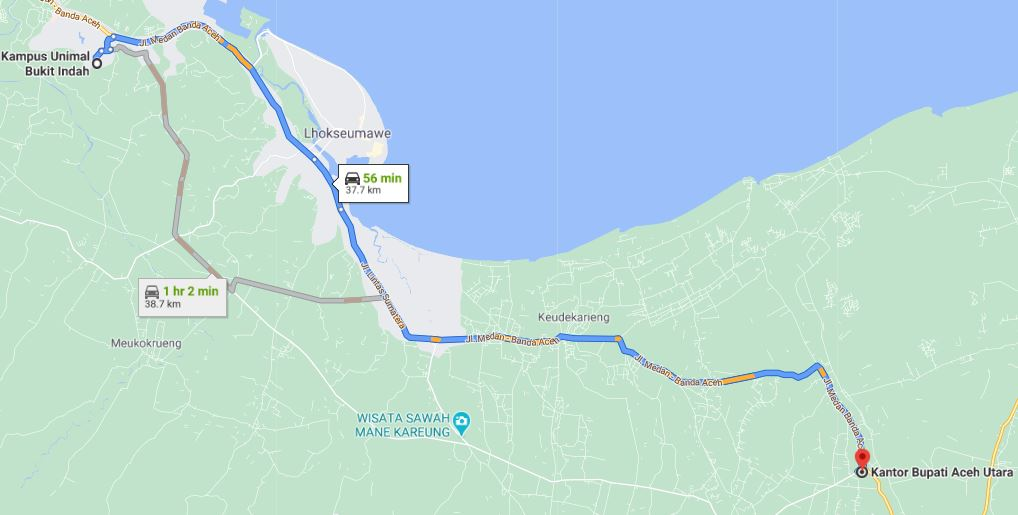 Banda Aceh
Kampus Unimal
Bukit Indah
Jl. Medan Banda Aceh
Lhokseumawe
56 min
37.7 km
1 hr 2 min
38.7 km
Jl. Lintas Sumatera
Meukokrueng
Keudekarieng
Jl. Medan - Banda Aceh
Jl. Medan - Banda Aceh
Jl. Medan Banda
WISATA SAWAH
MANE KAREUNG
Kantor Bupati Aceh Utara